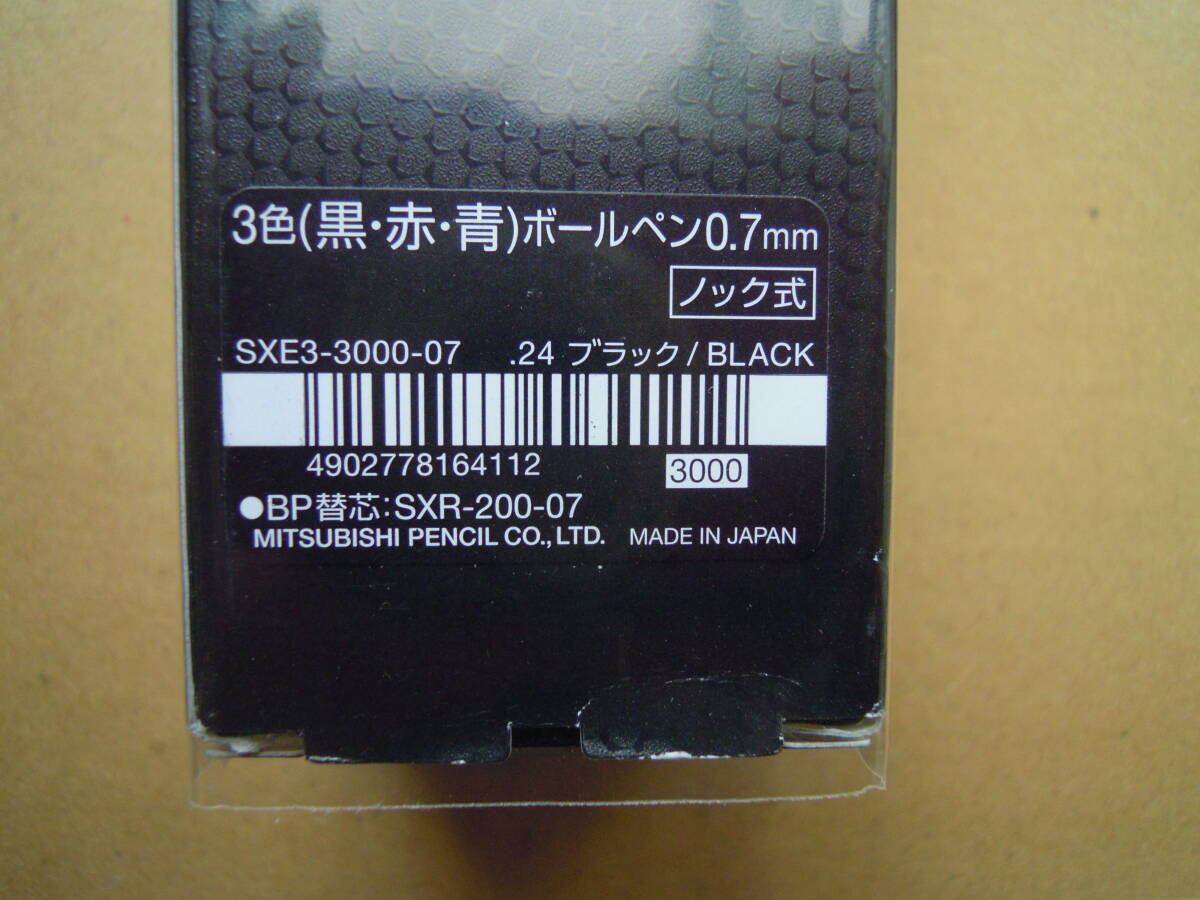 3色(黒・赤・青)ボールペン0.7mm
ノック式
SXE3-3000-07 .24 ブラック/BLACK
4902778164112 3000
●BP替芯:SXR-200-07
MITSUBISHI PENCIL CO.,LTD. MADE IN JAPAN